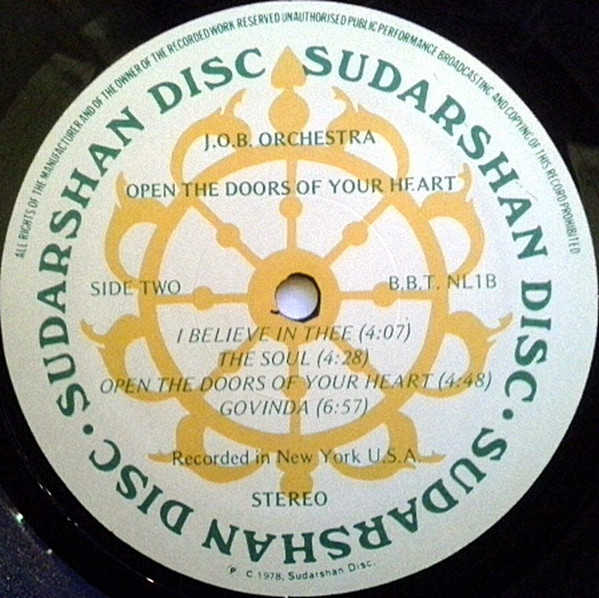 ALL RIGHTS OF THE MANUFACTURER AND OF THE OWNER OF THE RECORDED WORK RESERVED UNAUTHORISED PUBLIC PERFORMANCE BROADCASTING AND COPYING OF THIS RECORD PROHIBITED
SUDARSHAN DISC · SUDARSHAN DISC · SUDARSHAN DISC
J.O.B. ORCHESTRA
OPEN THE DOORS OF YOUR HEART
SIDE TWO
B.B.T. NL1B
I BELIEVE IN THEE (4:07)
THE SOUL (4:28)
OPEN THE DOORS OF YOUR HEART (4:48)
GOVINDA (6:57)
Recorded in New York U.S.A.
STEREO
P C 1978, Sudarshan Disc.